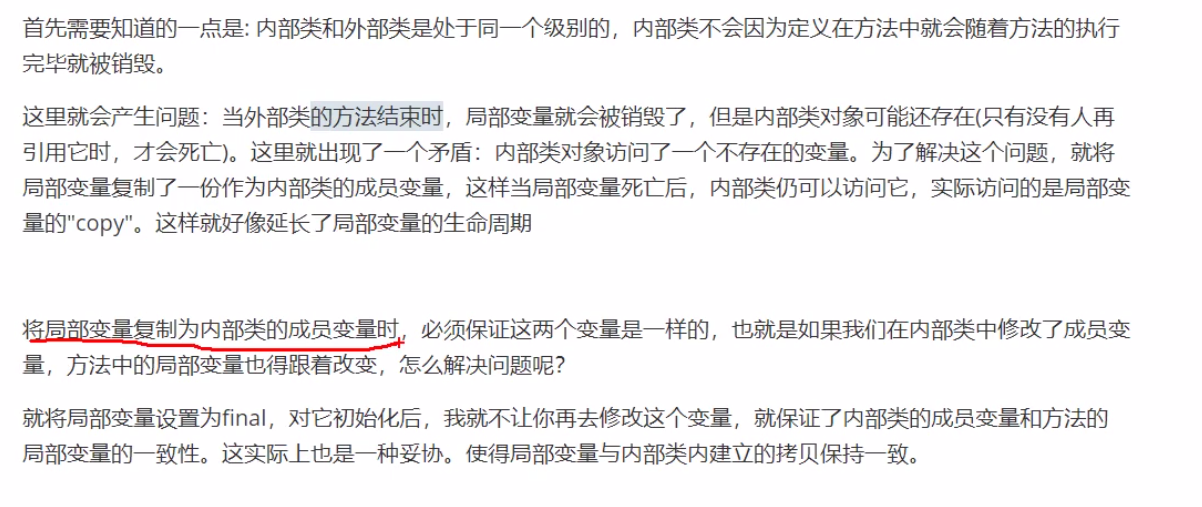 首先需要知道的一点是: 内部类和外部类是处于同一个级别的，内部类不会因为定义在方法中就会随着方法的执行
完毕就被销毁。
这里就会产生问题：当外部类的方法结束时，局部变量就会被销毁了，但是内部类对象可能还存在(只有没有人再
引用它时，才会死亡)。这里就出现了一个矛盾：内部类对象访问了一个不存在的变量。为了解决这个问题，就将
局部变量复制了一份作为内部类的成员变量，这样当局部变量死亡后，内部类仍可以访问它，实际访问的是局部变
量的"copy"。这样就好像延长了局部变量的生命周期
将局部变量复制为内部类的成员变量时，必须保证这两个变量是一样的，也就是如果我们在内部类中修改了成员变
量，方法中的局部变量也得跟着改变，怎么解决问题呢？
就将局部变量设置为final，对它初始化后，我就不让你再去修改这个变量，就保证了内部类的成员变量和方法的
局部变量的一致性。这实际上也是一种妥协。使得局部变量与内部类内建立的拷贝保持一致。